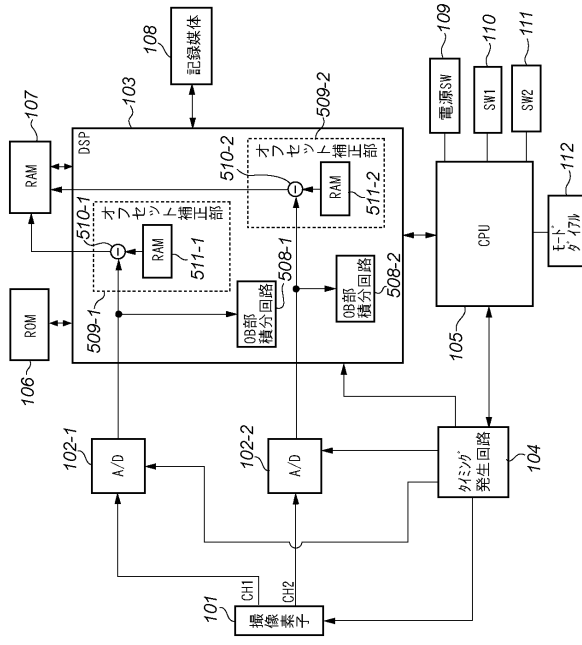 108
記録媒体
109
電源SW
110
SW1
111
SW2
112
モード
ダイアル
107
RAM
103
DSP
509-2
オフセット補正部
510-2
RAM
511-2
510-1
オフセット補正部
RAM
511-1
509-1
508-1
OB部
積分回路
508-2
OB部
積分回路
CPU
105
ROM
106
102-1
A/D
102-2
A/D
タイミング
発生回路
104
101
CH1
CH2
撮像素子